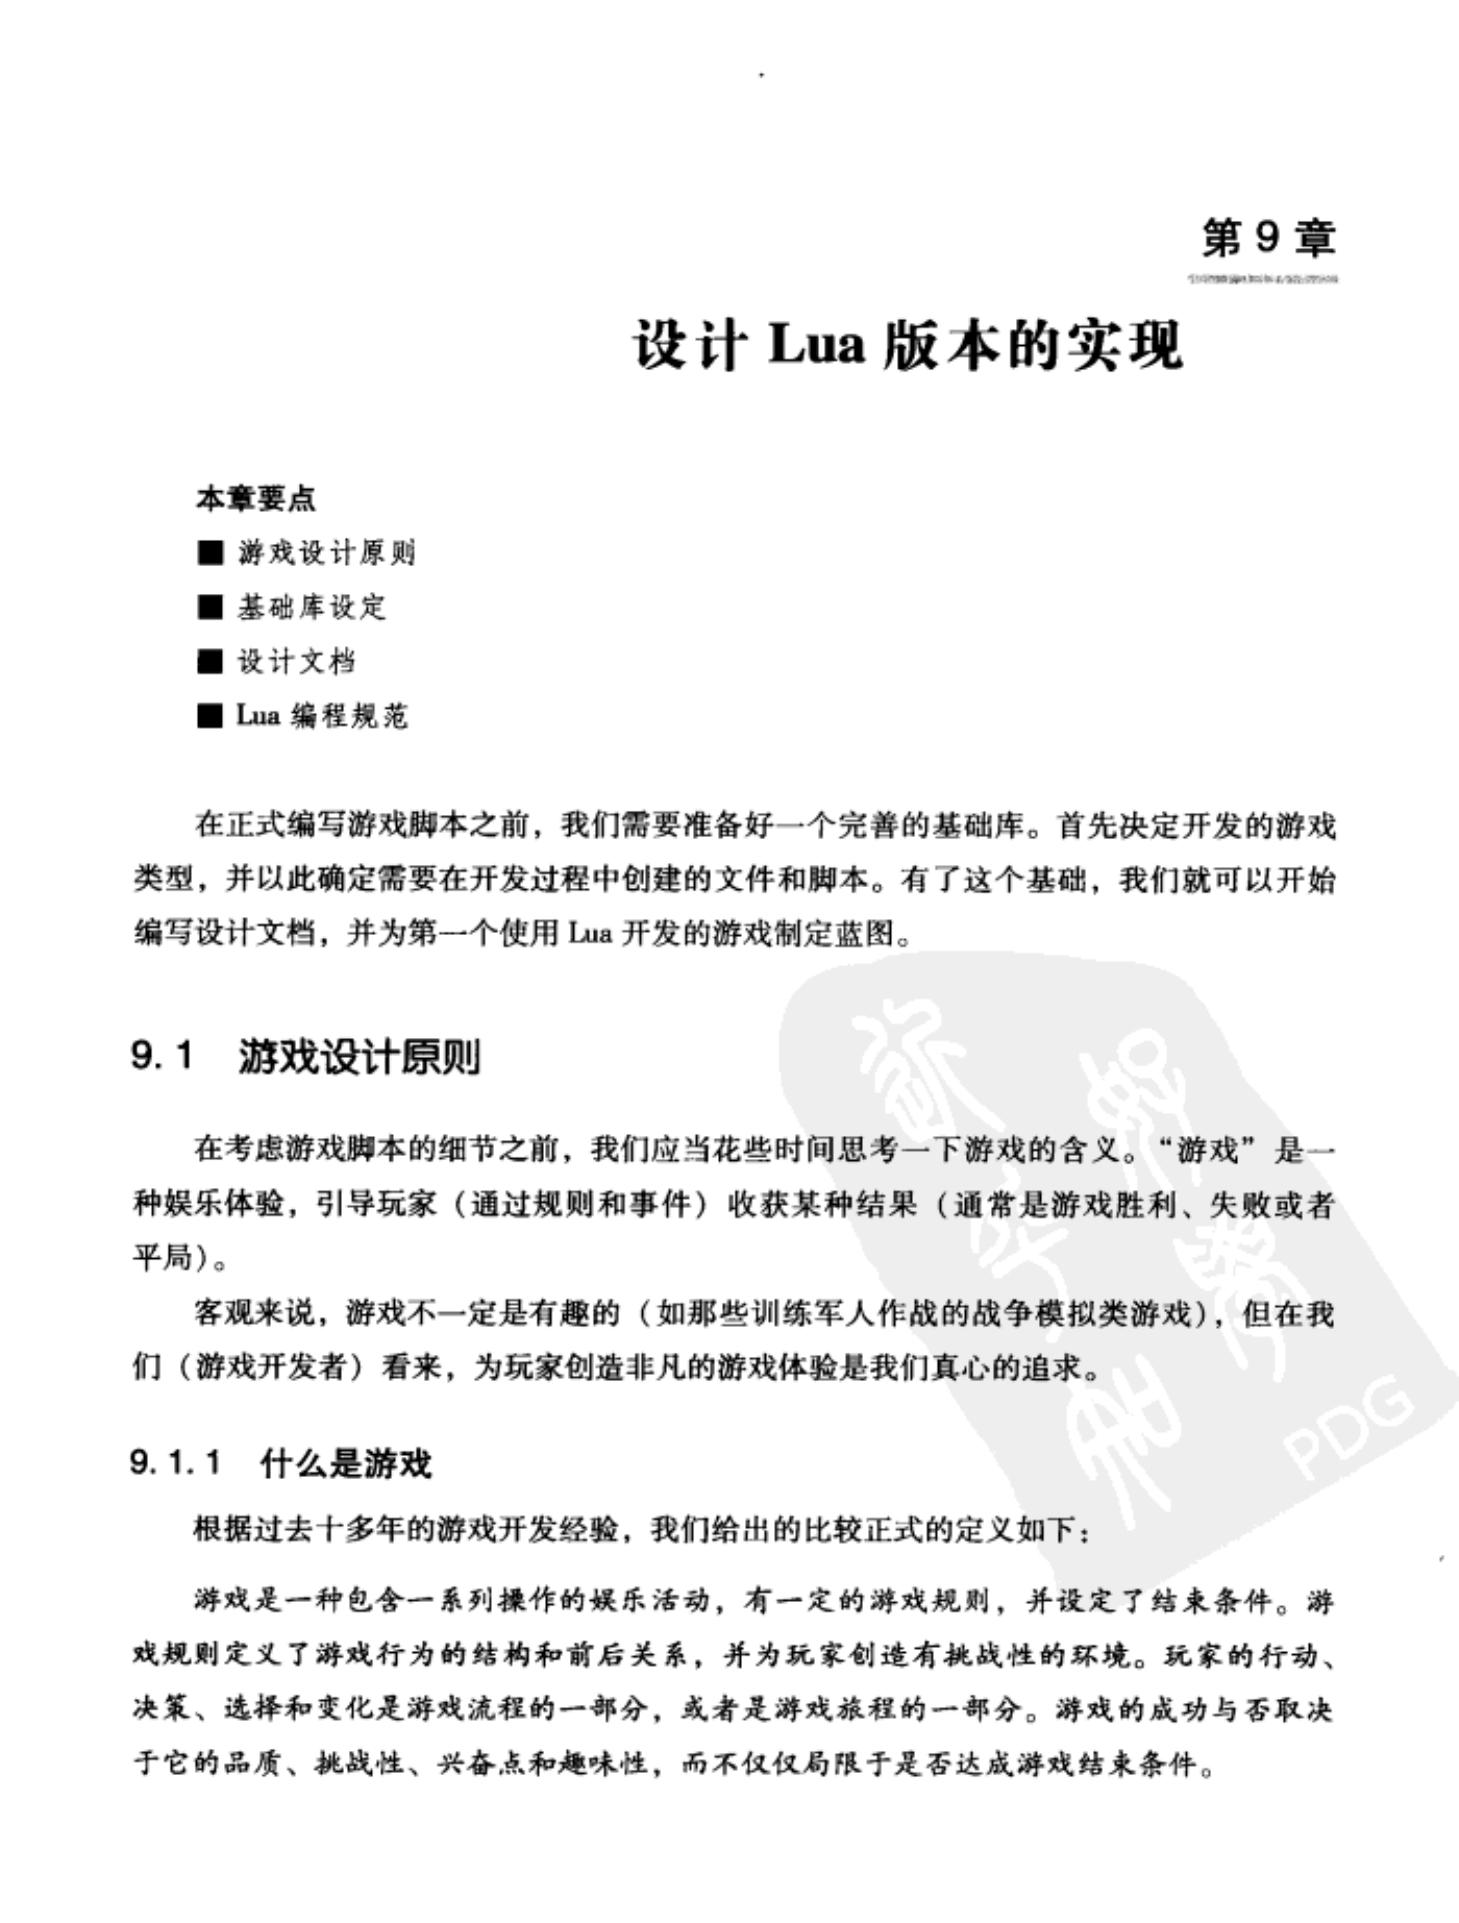 第 9 章
设计 Lua 版本的实现
本章要点
■ 游戏设计原则
■ 基础库设定
■ 设计文档
■ Lua 编程规范
在正式编写游戏脚本之前，我们需要准备好一个完善的基础库。首先决定开发的游戏
类型，并以此确定需要在开发过程中创建的文件和脚本。有了这个基础，我们就可以开始
编写设计文档，并为第一个使用 Lua 开发的游戏制定蓝图。
9.1 游戏设计原则
在考虑游戏脚本的细节之前，我们应当花些时间思考一下游戏的含义。“游戏”是一
种娱乐体验，引导玩家（通过规则和事件）收获某种结果（通常是游戏胜利、失败或者
平局）。
客观来说，游戏不一定是有趣的（如那些训练军人作战的战争模拟类游戏），但在我
们（游戏开发者）看来，为玩家创造非凡的游戏体验是我们真心的追求。
9.1.1 什么是游戏
根据过去十多年的游戏开发经验，我们给出的比较正式的定义如下：
游戏是一种包含一系列操作的娱乐活动，有一定的游戏规则，并设定了结束条件。游
戏规则定义了游戏行为的结构和前后关系，并为玩家创造有挑战性的环境。玩家的行动、
决策、选择和变化是游戏流程的一部分，或者是游戏旅程的一部分。游戏的成功与否取决
于它的品质、挑战性、兴奋点和趣味性，而不仅仅局限于是否达成游戏结束条件。
PDG